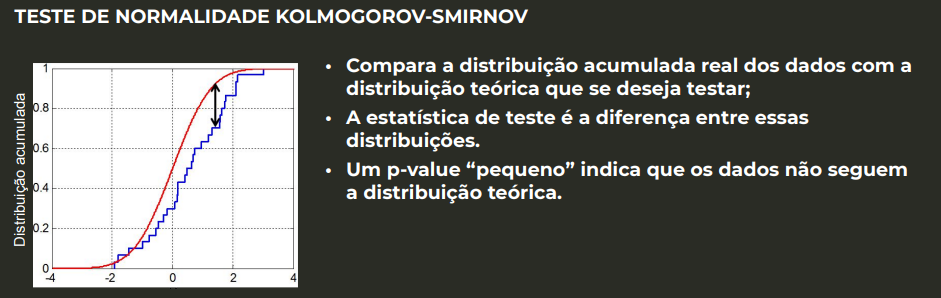 TESTE DE NORMALIDADE KOLMOGOROV-SMIRNOV
Distribuição acumulada
1
0.8
0.6
0.4
0.2
0
-4
-2
0
2
4
• Compara a distribuição acumulada real dos dados com a
distribuição teórica que se deseja testar;
• A estatística de teste é a diferença entre essas
distribuições.
• Um p-value “pequeno” indica que os dados não seguem
a distribuição teórica.